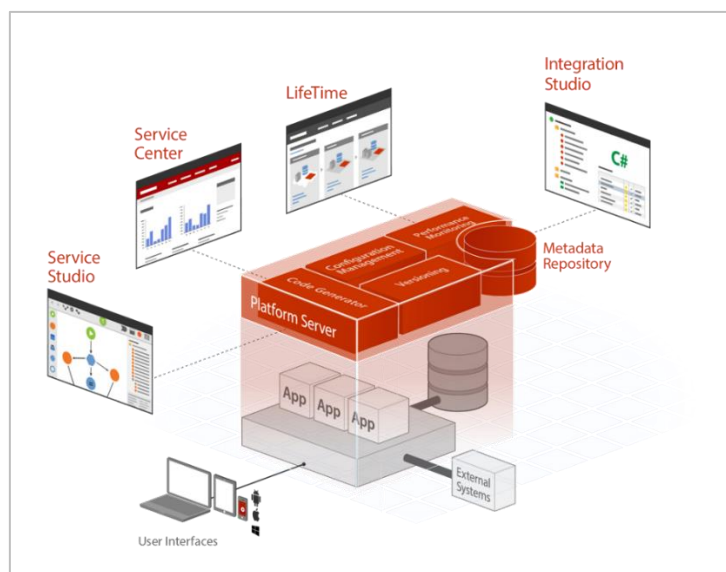 Integration
Studio
LifeTime
Service
Center
C#
Service
Studio
Performance
Monitoring
Configuration
Management
Code Generator
Versioning
Metadata
Repository
Platform Server
App
App
App
External
Systems
User Interfaces